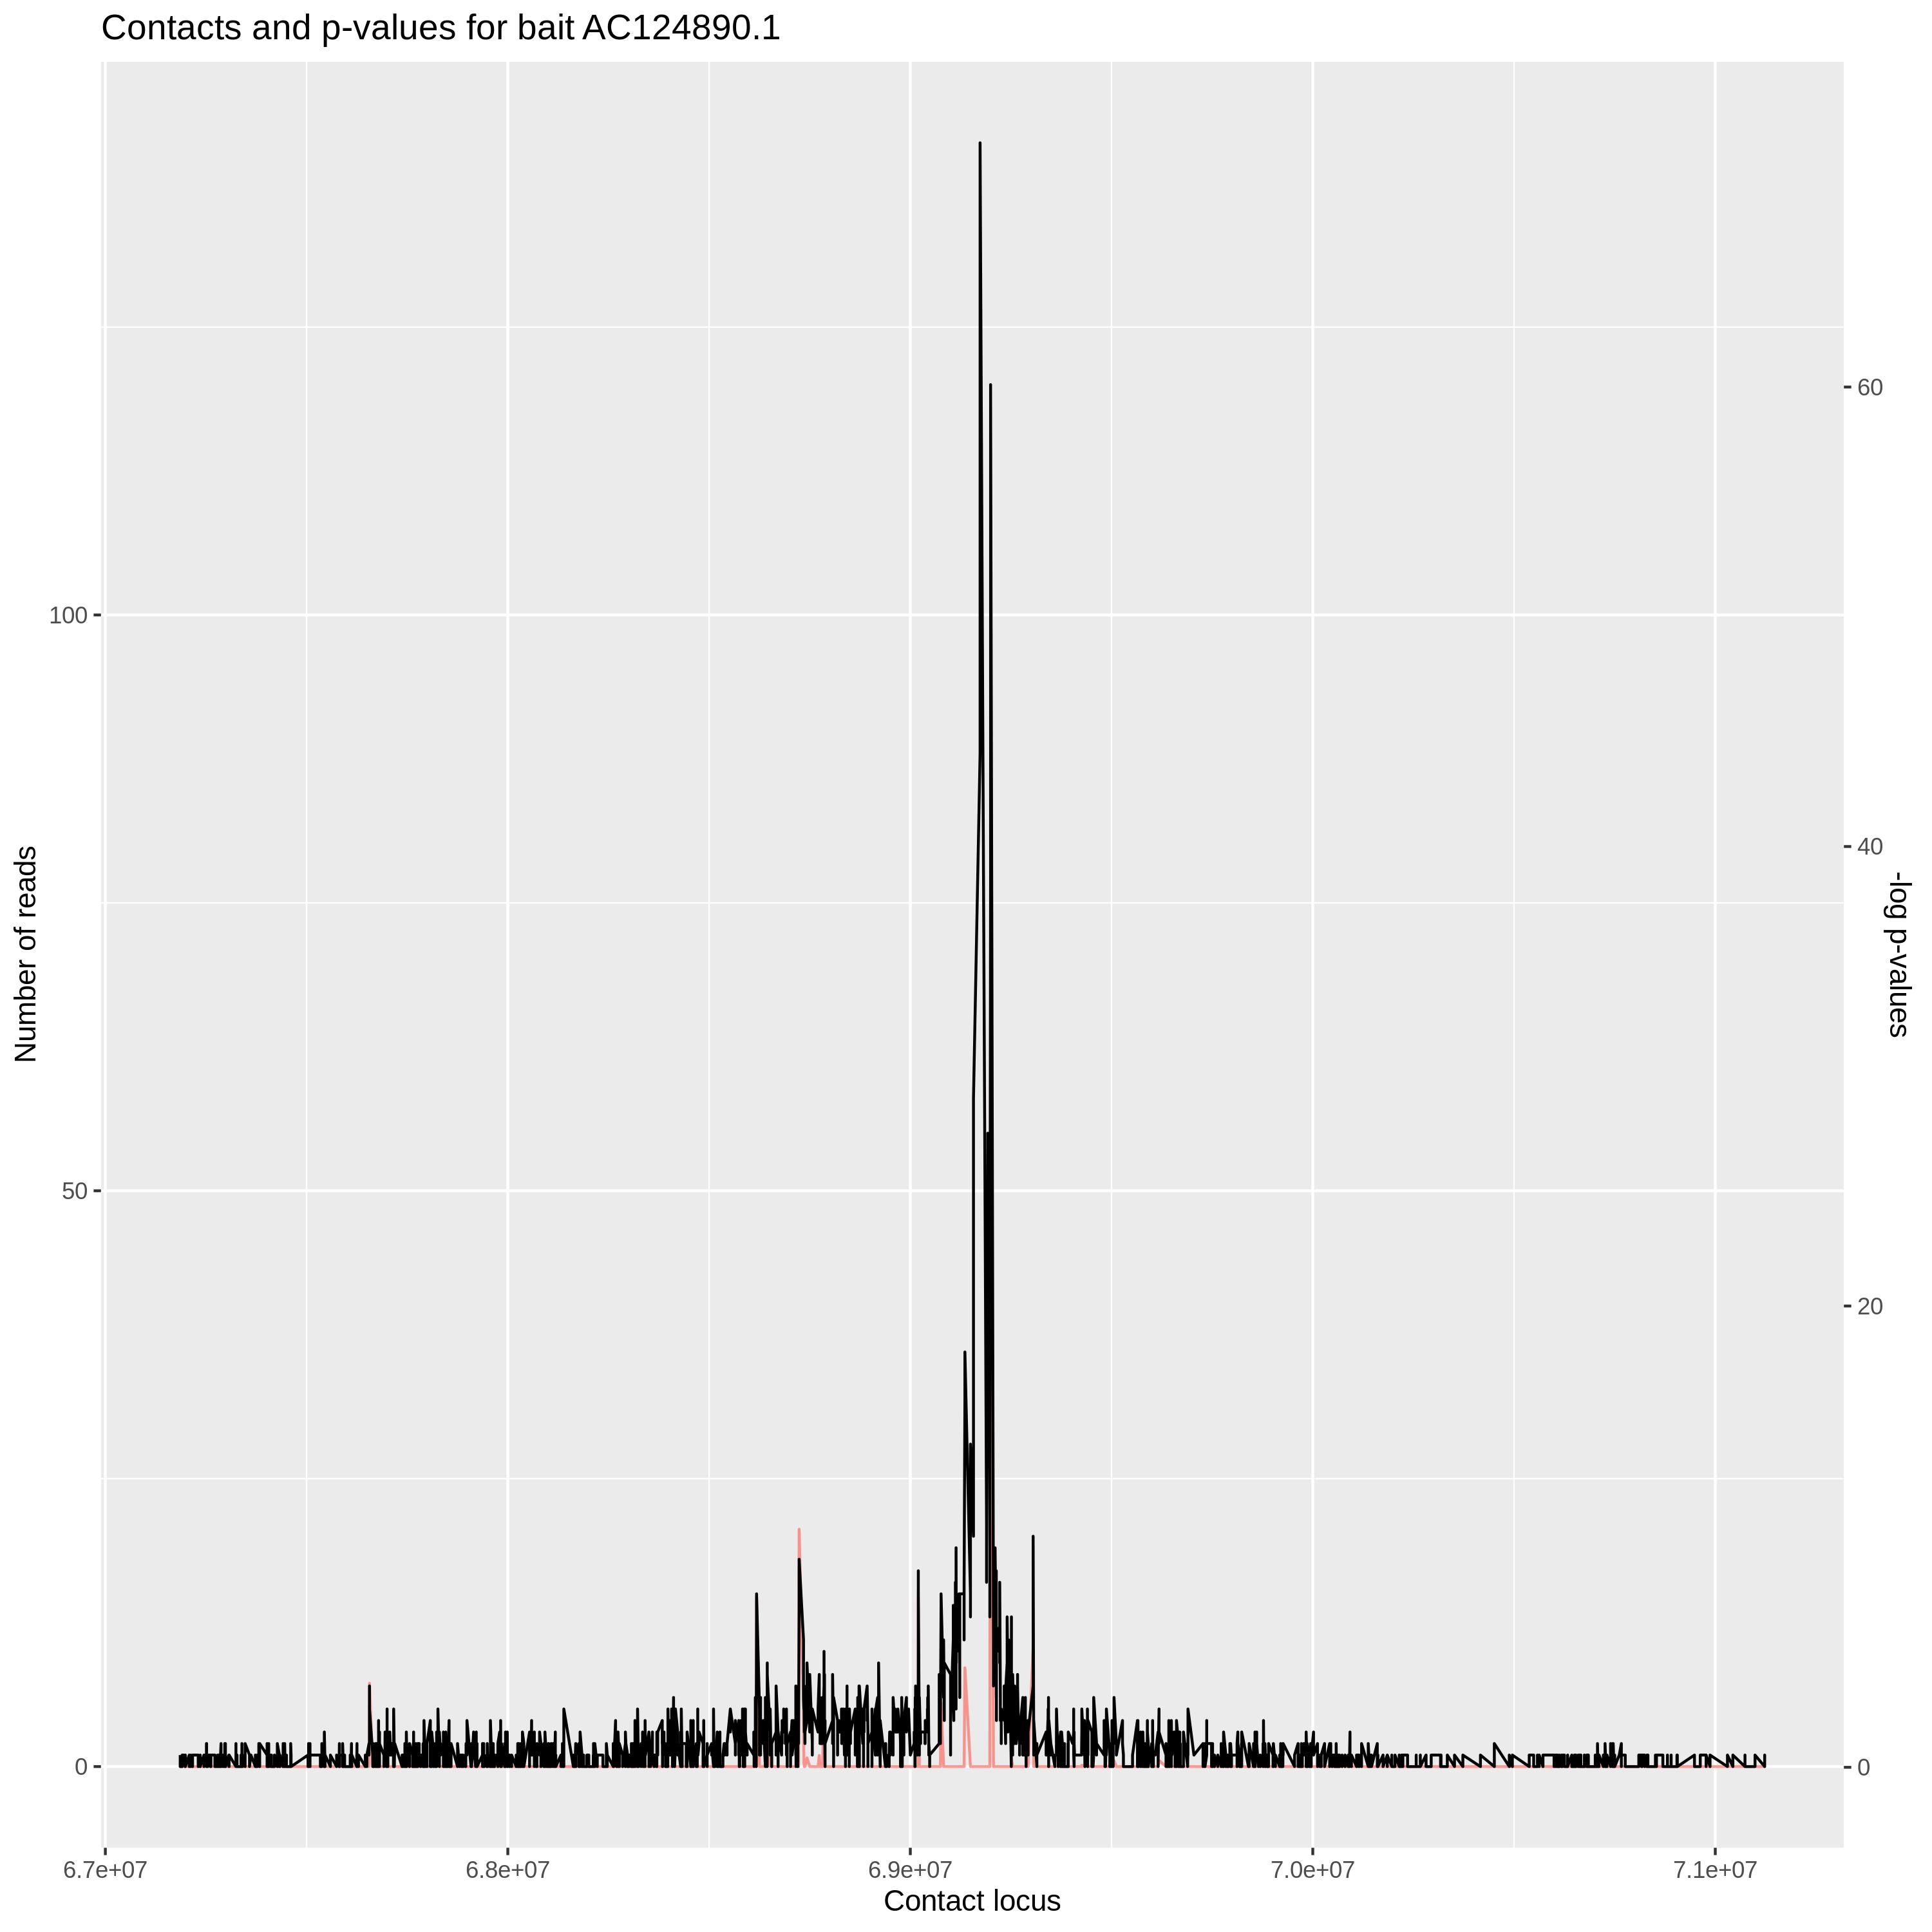 Contacts and p-values for bait AC124890.1
100
50
0
Number of reads
60
40
20
0
-log p-values
6.7e+07
6.8e+07
6.9e+07
7.0e+07
7.1e+07
Contact locus